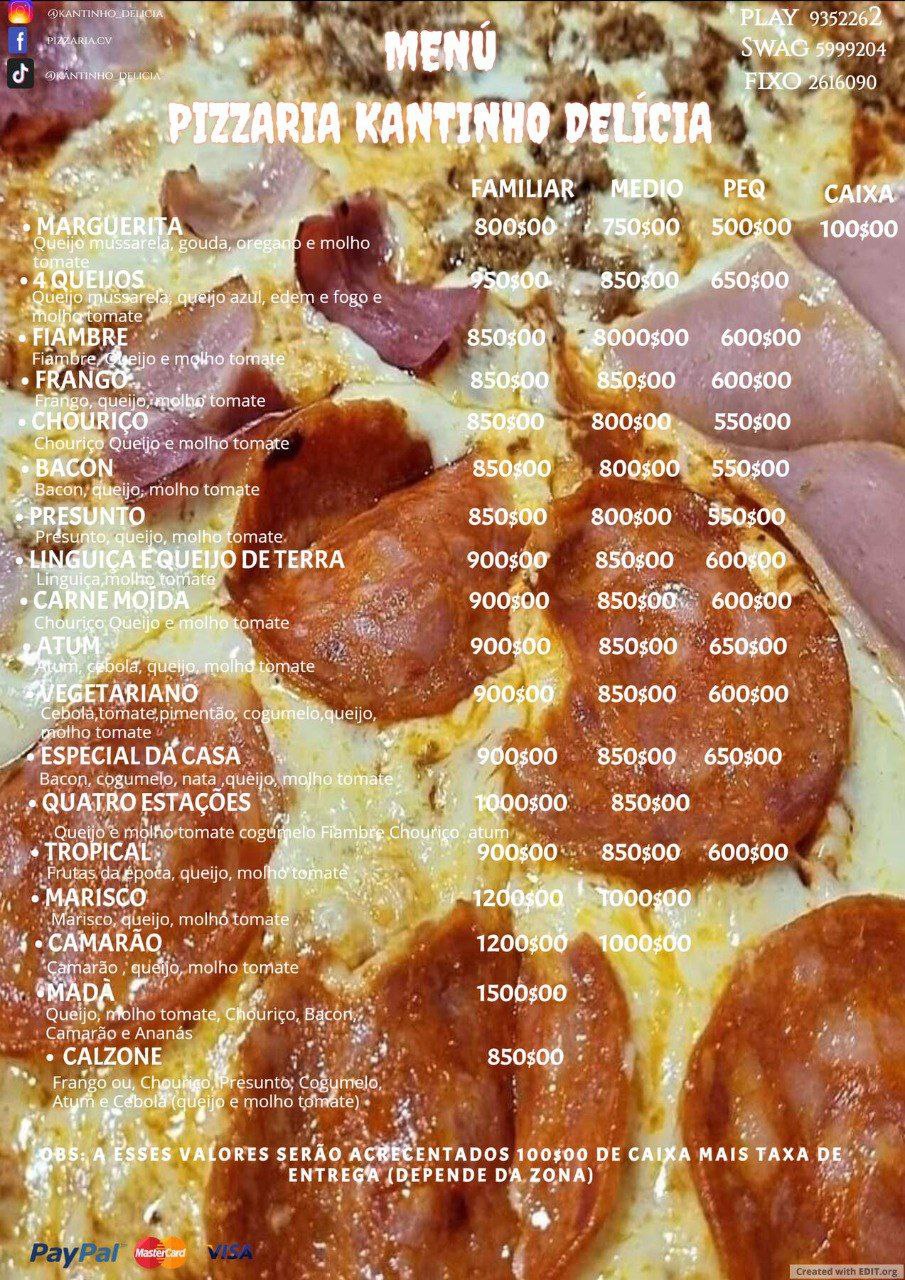 @KANTINHO_DELICIA
PIZZARIA.CV
@KANTINHO_DELICIA
PLAY 9352262
SWAG 5999204
FIXO 2616090
MENÚ
PIZZARIA KANTINHO DELÍCIA
FAMILIAR MEDIO PEQ CAIXA
• MARGUERITA 800$00 750$00 500$00 100$00
Queijo mussarela, gouda, oregano e molho
tomate
• 4 QUEIJOS 950$00 850$00 650$00
Queijo mussarela, queijo azul, edem e fogo e
molho tomate
• FIAMBRE 850$00 8000$00 600$00
Fiambre, Queijo e molho tomate
• FRANGO 850$00 850$00 600$00
Frango, queijo, molho tomate
• CHOURIÇO 850$00 800$00 550$00
Chouriço Queijo e molho tomate
• BACON 850$00 800$00 550$00
Bacon, queijo, molho tomate
• PRESUNTO 850$00 800$00 550$00
Presunto, queijo, molho tomate
• LINGUIÇA E QUEIJO DE TERRA 900$00 850$00 600$00
Linguiça,molho tomate
• CARNE MOÍDA 900$00 850$00 600$00
Chouriço Queijo e molho tomate
• ATUM 900$00 850$00 650$00
Atum, cebola, queijo, molho tomate
• VEGETARIANO 900$00 850$00 600$00
Cebola,tomate,pimentão, cogumelo,queijo,
molho tomate
• ESPECIAL DA CASA 900$00 850$00 650$00
Bacon, cogumelo, nata ,queijo, molho tomate
• QUATRO ESTAÇÕES 1000$00 850$00
Queijo e molho tomate cogumelo Fiambre Chouriço atum
• TROPICAL 900$00 850$00 600$00
Frutas da época, queijo, molho tomate
• MARISCO 1200$00 1000$00
Marisco, queijo, molho tomate
• CAMARÃO 1200$00 1000$00
Camarão , queijo, molho tomate
• MADÀ 1500$00
Queijo, molho tomate, Chouriço, Bacon,
Camarão e Ananás
• CALZONE 850$00
Frango ou, Chouriço, Presunto, Cogumelo,
Atum e Cebola (queijo e molho tomate)
OBS: A ESSES VALORES SERÃO ACRECENTADOS 100$00 DE CAIXA MAIS TAXA DE
ENTREGA (DEPENDE DA ZONA)
PayPal MasterCard VISA
Created with EDIT.org